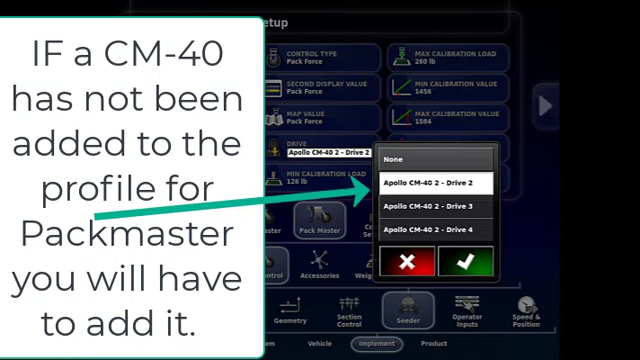 IF a CM-40
has not been
added to the
profile for
Packmaster
you will have
to add it.
etup
CONTROL TYPE
Pack Force
MAX CALIBRATION LOAD
260 lb
SECOND DISPLAY VALUE
Pack Force
MIN CALIBRATION VALUE
1456
MAP VALUE
Pack Force
MAX CALIBRATION VALUE
1584
DRIVE
Apollo CM-40 2 - Drive 2
MIN CALIBRATION LOAD
126 lb
None
Apollo CM-40 2 - Drive 2
Apollo CM-40 2 - Drive 3
Apollo CM-40 2 - Drive 4
Pack Master
Accessories
Geometry
Section
Control
Seeder
Operator
Inputs
Speed &
Position
Vehicle
Implement
Product